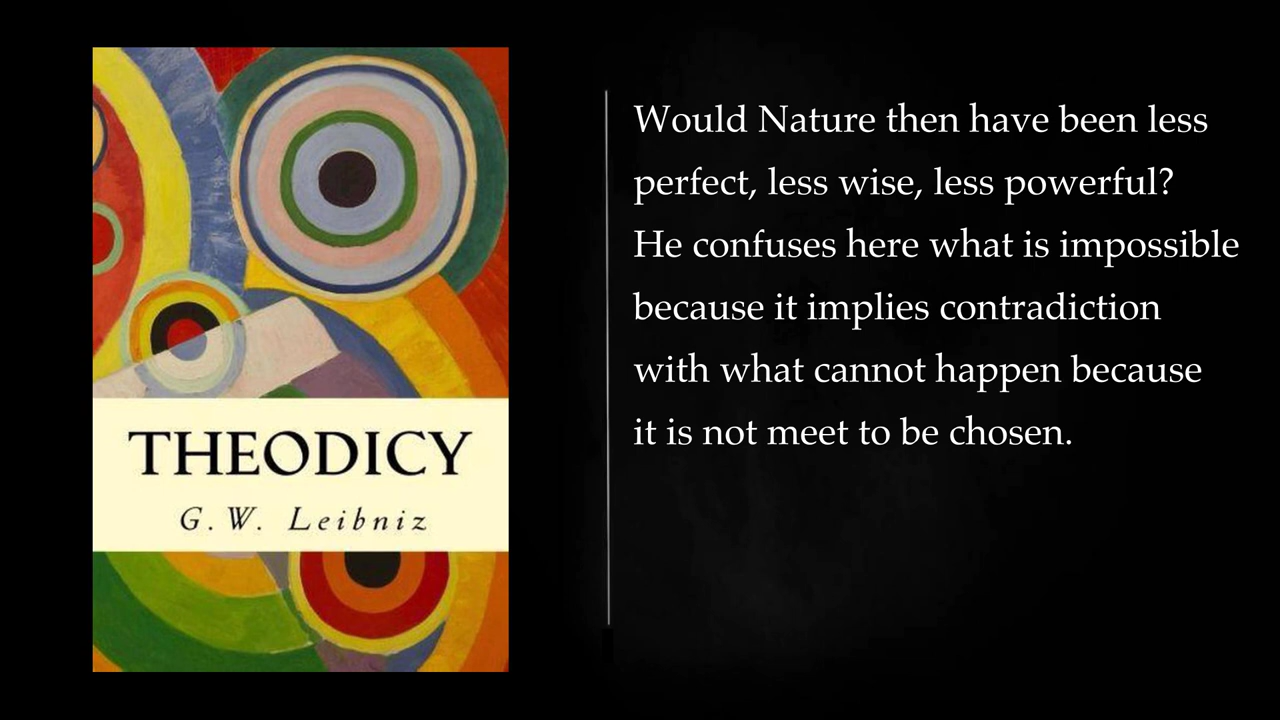 THEODICY
G. W. Leibniz
Would Nature then have been less
perfect, less wise, less powerful?
He confuses here what is impossible
because it implies contradiction
with what cannot happen because
it is not meet to be chosen.